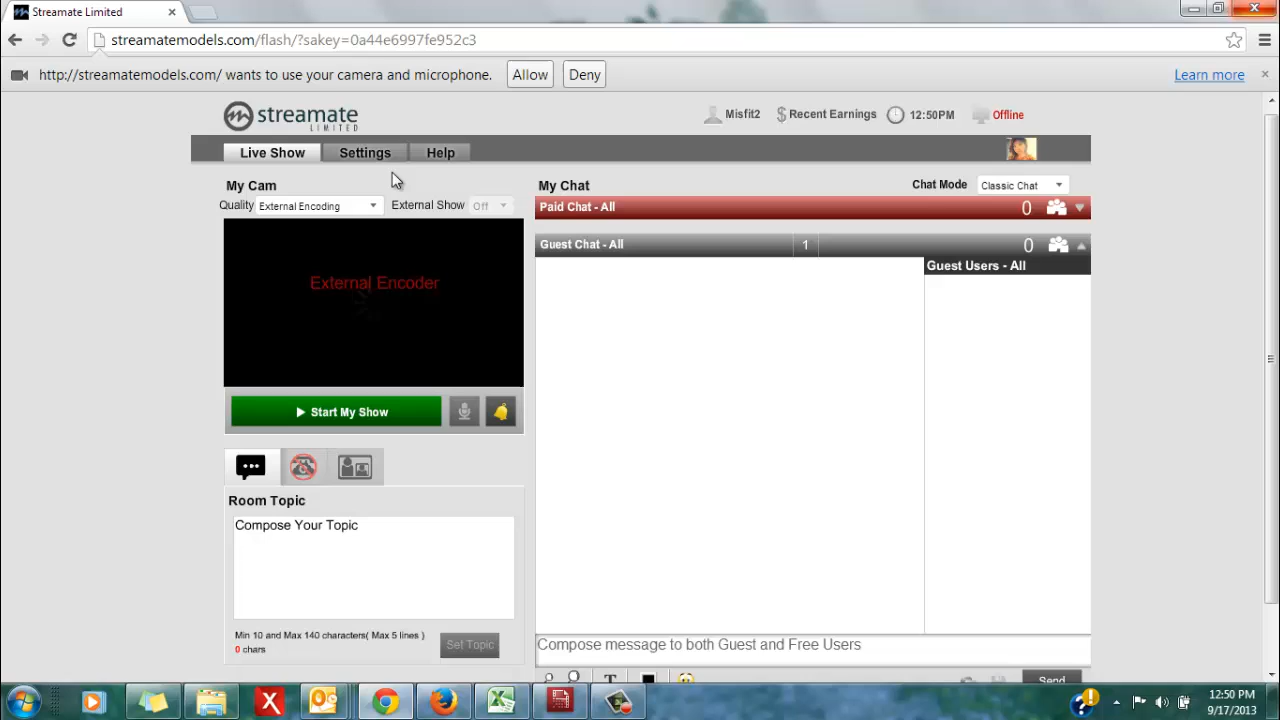 Streamate Limited
streamatemodels.com/flash/?sakey=0a44e6997fe952c3
http://streamatemodels.com/ wants to use your camera and microphone. Allow Deny Learn more
streamate
LIMITED
Misfit2 Recent Earnings 12:50PM Offline
Live Show Settings Help
My Cam
Quality External Encoding External Show Off
External Encoder
Start My Show
Room Topic
Compose Your Topic
Min 10 and Max 140 characters( Max 5 lines )
0 chars
Set Topic
My Chat Chat Mode Classic Chat
Paid Chat - All 0
Guest Chat - All 1 0
Guest Users - All
Compose message to both Guest and Free Users
T Send
12:50 PM
9/17/2013